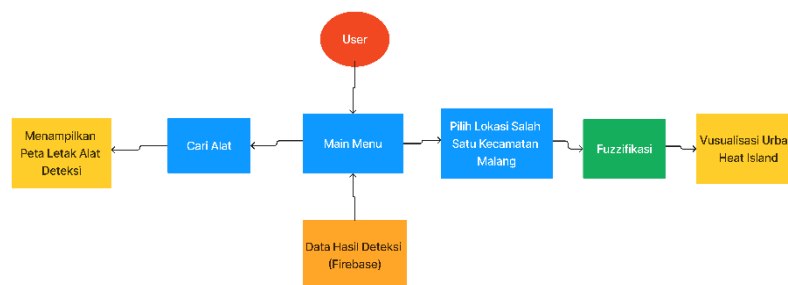 User
Menampilkan
Peta Letak Alat
Deteksi
Cari Alat
Main Menu
Pilih Lokasi Salah
Satu Kecamatan
Malang
Fuzzifikasi
Vusualisasi Urba
Heat Island
Data Hasil Deteksi
(Firebase)